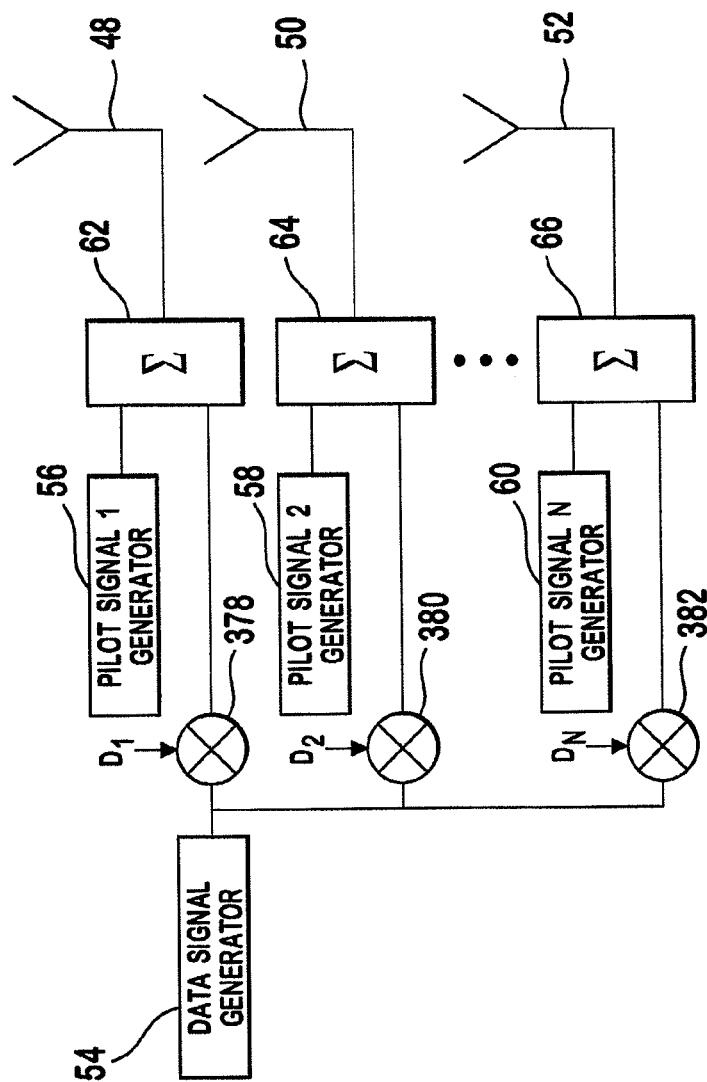 54
DATA SIGNAL
GENERATOR
D1
378
56
PILOT SIGNAL 1
GENERATOR
62
Σ
48
D2
380
58
PILOT SIGNAL 2
GENERATOR
64
Σ
50
DN
382
60
PILOT SIGNAL N
GENERATOR
66
Σ
52